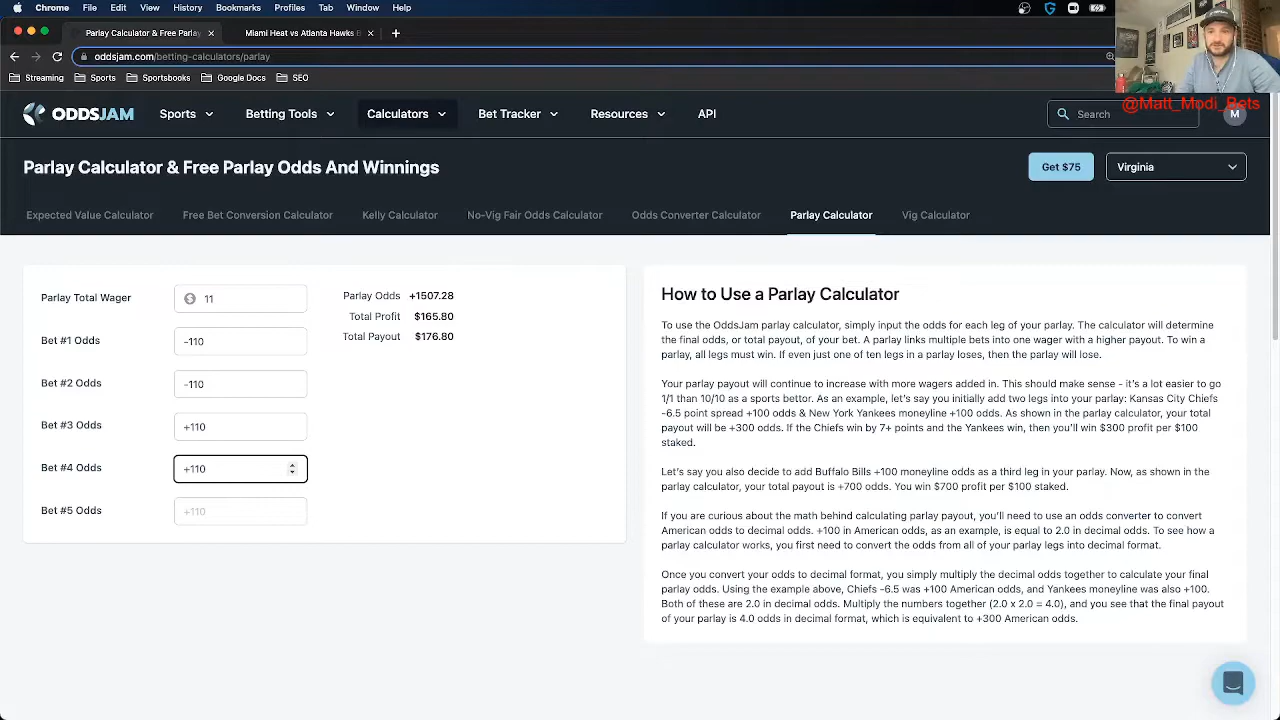 Chrome File Edit View History Bookmarks Profiles Tab Window Help
Parlay Calculator & Free Parlay Miami Heat vs Atlanta Hawks
oddsjam.com/betting-calculators/parlay
Streaming Sports Sportsbooks Google Docs SEO
@Matt_Modi_Bets
ODDSJAM Sports Betting Tools Calculators Bet Tracker Resources API Search M
Parlay Calculator & Free Parlay Odds And Winnings Get $75 Virginia
Expected Value Calculator Free Bet Conversion Calculator Kelly Calculator No-Vig Fair Odds Calculator Odds Converter Calculator Parlay Calculator Vig Calculator
Parlay Total Wager $ 11
Bet #1 Odds -110
Bet #2 Odds -110
Bet #3 Odds +110
Bet #4 Odds +110
Bet #5 Odds +110
Parlay Odds +1507.28
Total Profit $165.80
Total Payout $176.80
How to Use a Parlay Calculator
To use the OddsJam parlay calculator, simply input the odds for each leg of your parlay. The calculator will determine
the final odds, or total payout, of your bet. A parlay links multiple bets into one wager with a higher payout. To win a
parlay, all legs must win. If even just one of ten legs in a parlay loses, then the parlay will lose.
Your parlay payout will continue to increase with more wagers added in. This should make sense - it's a lot easier to go
1/1 than 10/10 as a sports bettor. As an example, let's say you initially add two legs into your parlay: Kansas City Chiefs
-6.5 point spread +100 odds & New York Yankees moneyline +100 odds. As shown in the parlay calculator, your total
payout will be +300 odds. If the Chiefs win by 7+ points and the Yankees win, then you'll win $300 profit per $100
staked.
Let's say you also decide to add Buffalo Bills +100 moneyline odds as a third leg in your parlay. Now, as shown in the
parlay calculator, your total payout is +700 odds. You win $700 profit per $100 staked.
If you are curious about the math behind calculating parlay payout, you'll need to use an odds converter to convert
American odds to decimal odds. +100 in American odds, as an example, is equal to 2.0 in decimal odds. To see how a
parlay calculator works, you first need to convert the odds from all of your parlay legs into decimal format.
Once you convert your odds to decimal format, you simply multiply the decimal odds together to calculate your final
parlay odds. Using the example above, Chiefs -6.5 was +100 American odds, and Yankees moneyline was also +100.
Both of these are 2.0 in decimal odds. Multiply the numbers together (2.0 x 2.0 = 4.0), and you see that the final payout
of your parlay is 4.0 odds in decimal format, which is equivalent to +300 American odds.